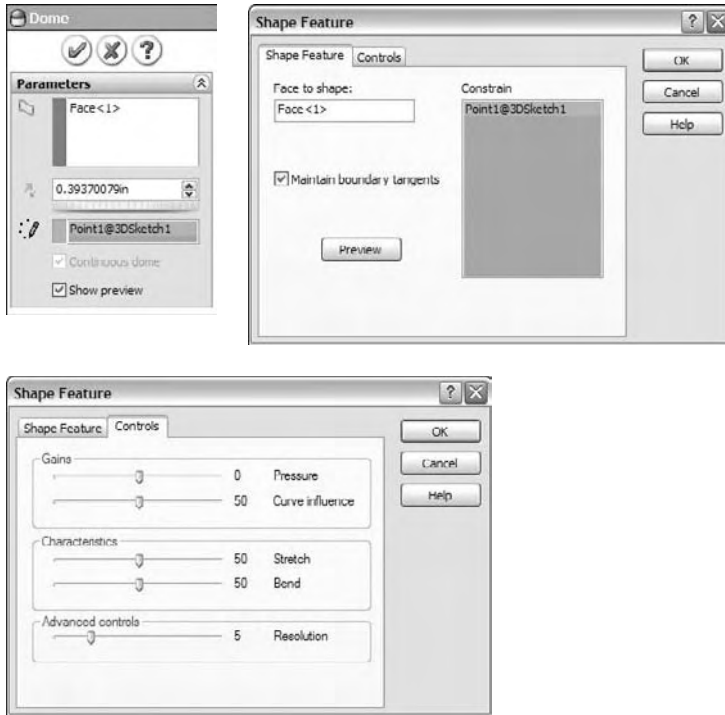 Dome
?
Parameters
Face<1>
0.39370079in
Point1@3DSketch1
Continuous dome
Show preview
Shape Feature
?
Shape Feature
Controls
Face to shape:
Face<1>
Constrain
Point1@3DSketch1
Maintain boundary tangents
Preview
OK
Cancel
Help
Shape Feature
?
Shape Feature
Controls
Gains
0 Pressure
50 Curve influence
Characteristics
50 Stretch
50 Bend
Advanced controls
5 Resolution
OK
Cancel
Help